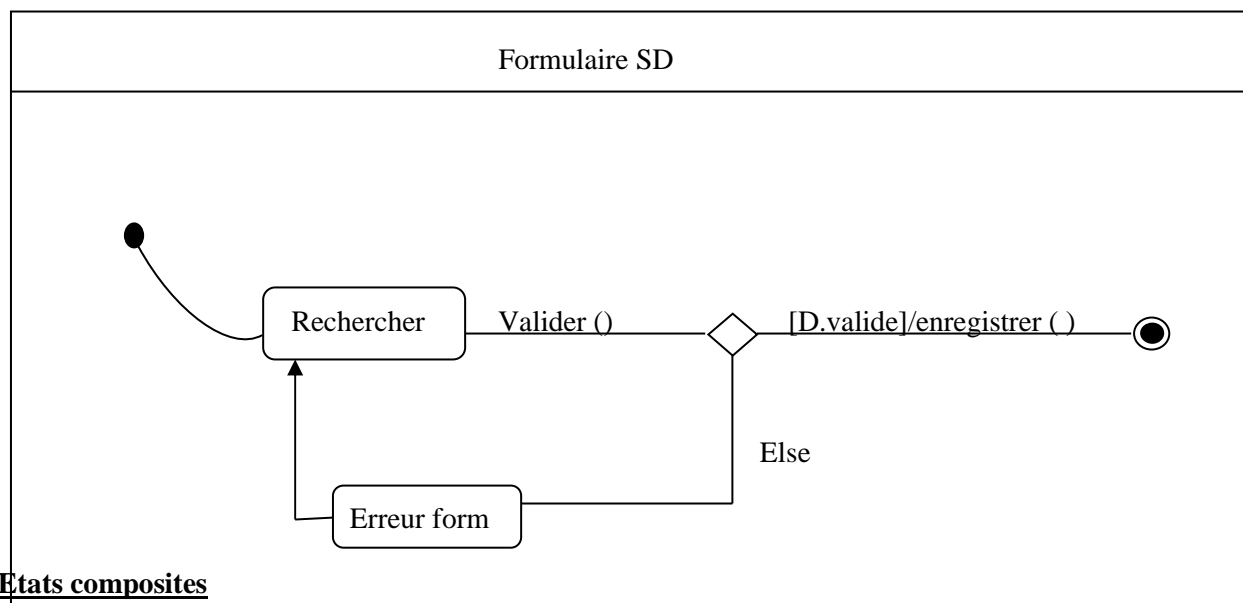 Formulaire SD
Rechercher
Valider ()
[D.valide]/enregistrer ( )
Else
Erreur form
Etats composites